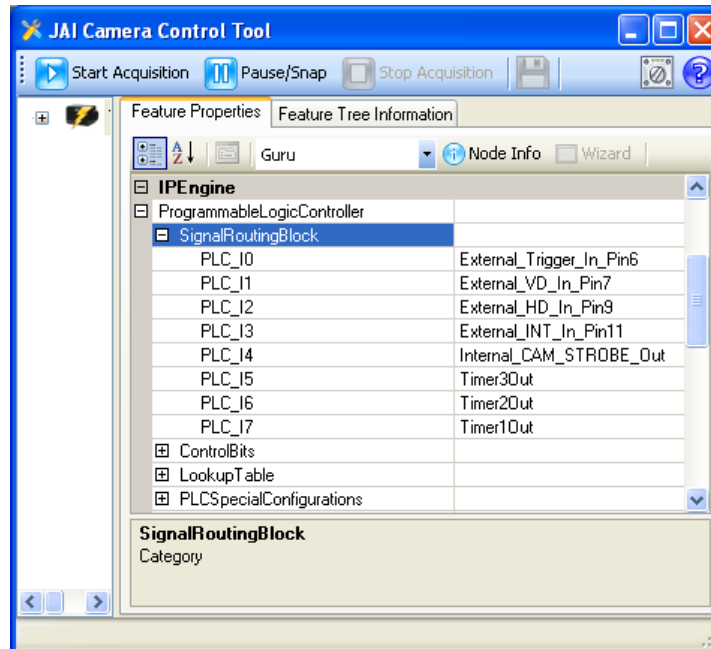 JAI Camera Control Tool
Start Acquisition Pause/Snap Stop Acquisition
Feature Properties Feature Tree Information
Guru Node Info Wizard
IPEngine
ProgrammableLogicController
SignalRoutingBlock
PLC_I0 External_Trigger_In_Pin6
PLC_I1 External_VD_In_Pin7
PLC_I2 External_HD_In_Pin9
PLC_I3 External_INT_In_Pin11
PLC_I4 Internal_CAM_STROBE_Out
PLC_I5 Timer3Out
PLC_I6 Timer2Out
PLC_I7 Timer1Out
ControlBits
LookupTable
PLCSpecialConfigurations
SignalRoutingBlock
Category